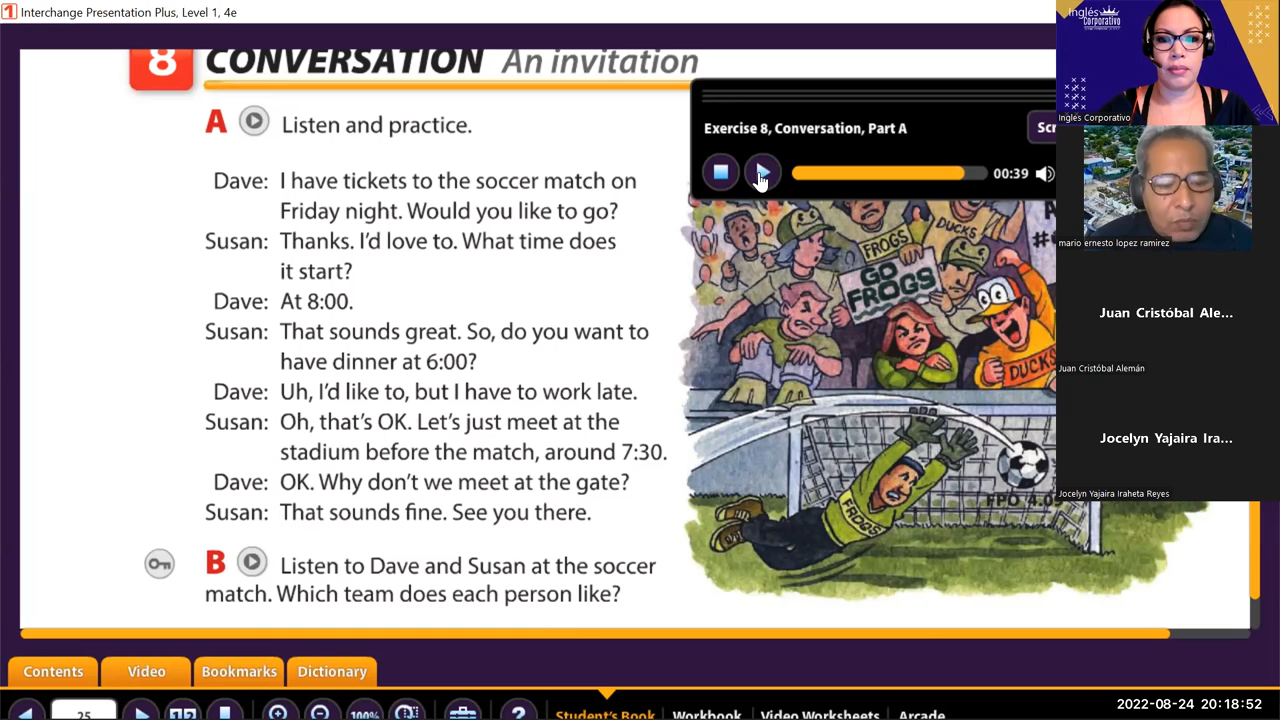 Interchange Presentation Plus, Level 1, 4e
8 CONVERSATION An invitation
A Listen and practice.
Dave: I have tickets to the soccer match on
Friday night. Would you like to go?
Susan: Thanks. I'd love to. What time does
it start?
Dave: At 8:00.
Susan: That sounds great. So, do you want to
have dinner at 6:00?
Dave: Uh, I'd like to, but I have to work late.
Susan: Oh, that's OK. Let's just meet at the
stadium before the match, around 7:30.
Dave: OK. Why don't we meet at the gate?
Susan: That sounds fine. See you there.
B Listen to Dave and Susan at the soccer
match. Which team does each person like?
Exercise 8, Conversation, Part A
Scr
00:39
FROGS
DUCKS
GO
FROGS
DUCKS
FROGS
Inglés
Corporativo
Inglés Corporativo
mario ernesto lopez ramirez
Juan Cristóbal Ale...
Juan Cristóbal Alemán
Jocelyn Yajaira Ira...
Jocelyn Yajaira Iraheta Reyes
Contents
Video
Bookmarks
Dictionary
25
100%
?
Student's Book
Workbook
Video Worksheets
Arcade
2022-08-24 20:18:52